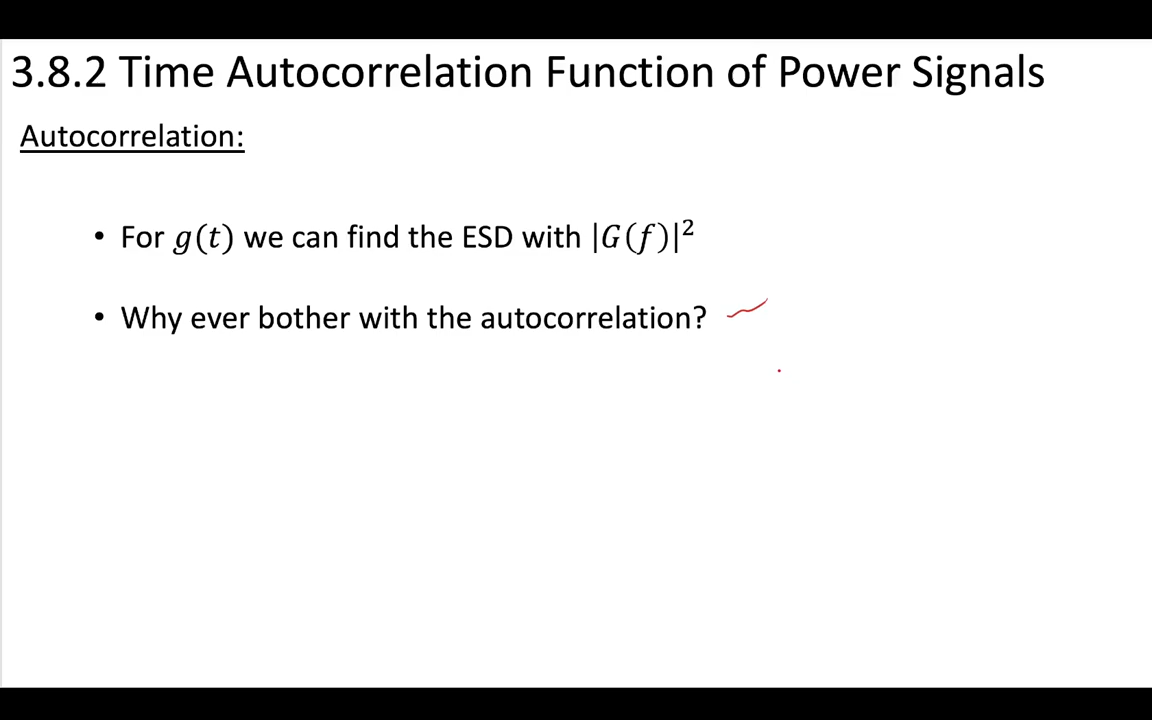 3.8.2 Time Autocorrelation Function of Power Signals
Autocorrelation:
• For g(t) we can find the ESD with |G(f)|²
• Why ever bother with the autocorrelation?